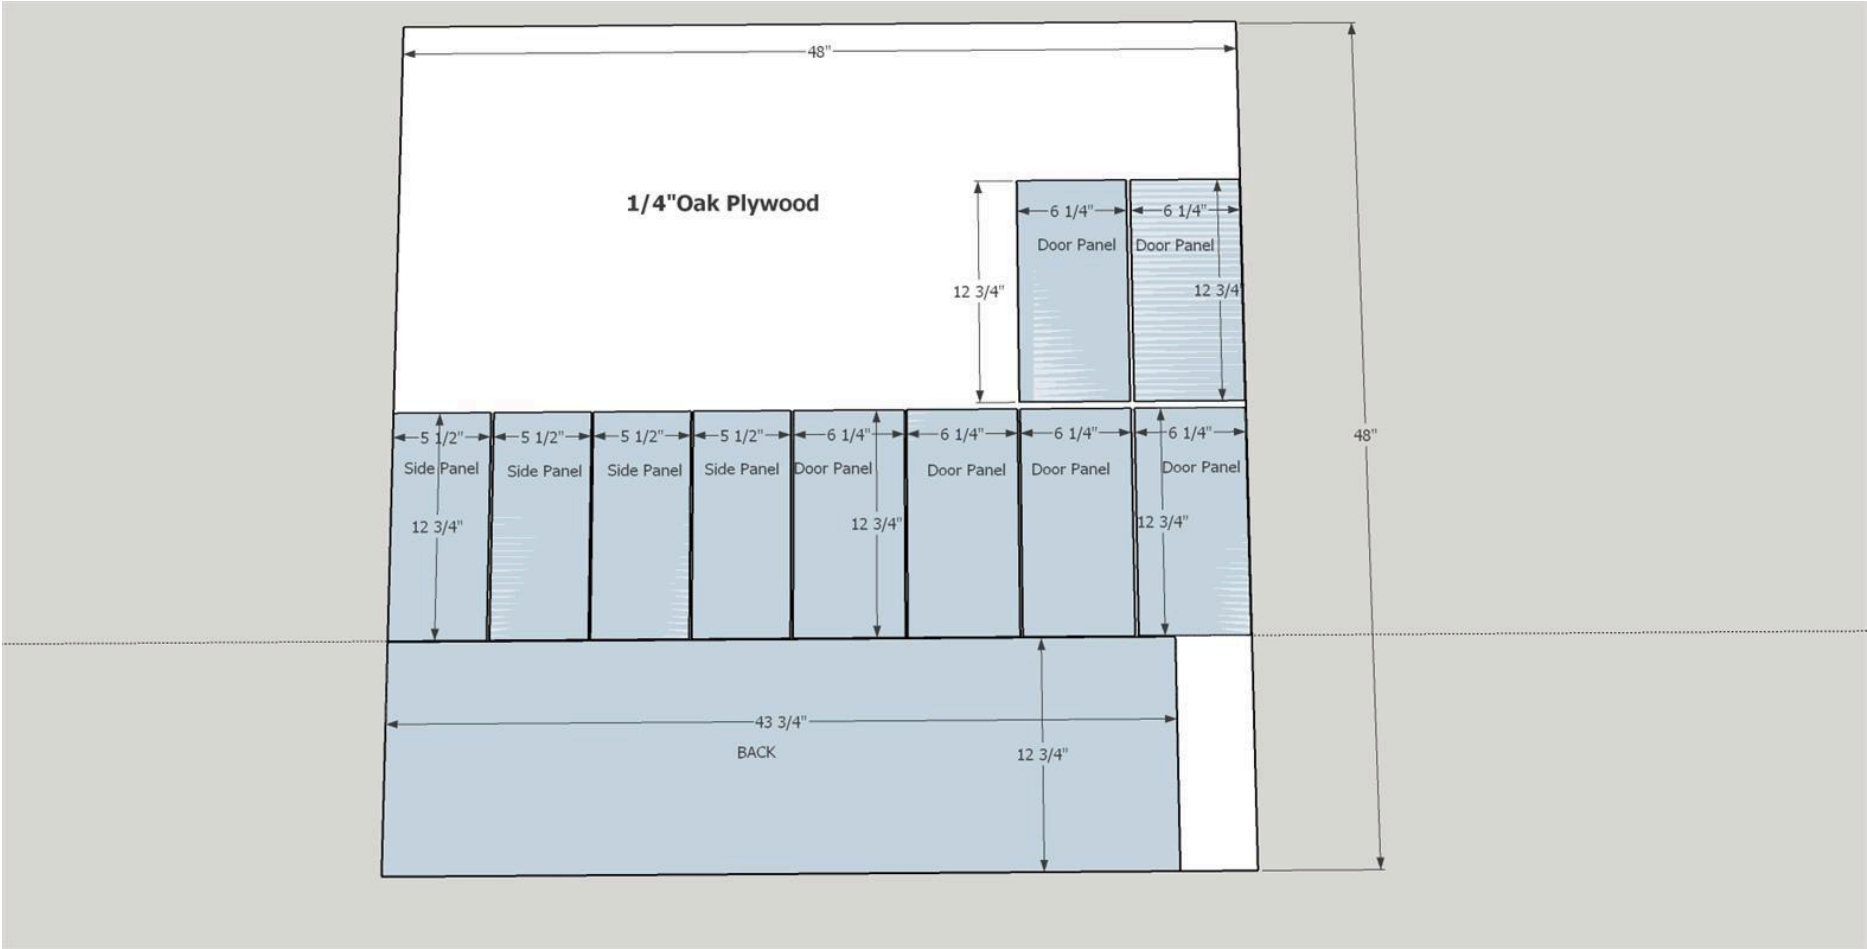 48"
1/4"Oak Plywood
6 1/4" 6 1/4"
Door Panel Door Panel
12 3/4" 12 3/4"
48"
5 1/2" 5 1/2" 5 1/2" 5 1/2" 6 1/4" 6 1/4" 6 1/4" 6 1/4"
Side Panel Side Panel Side Panel Side Panel Door Panel Door Panel Door Panel Door Panel
12 3/4" 12 3/4" 12 3/4"
43 3/4"
BACK
12 3/4"